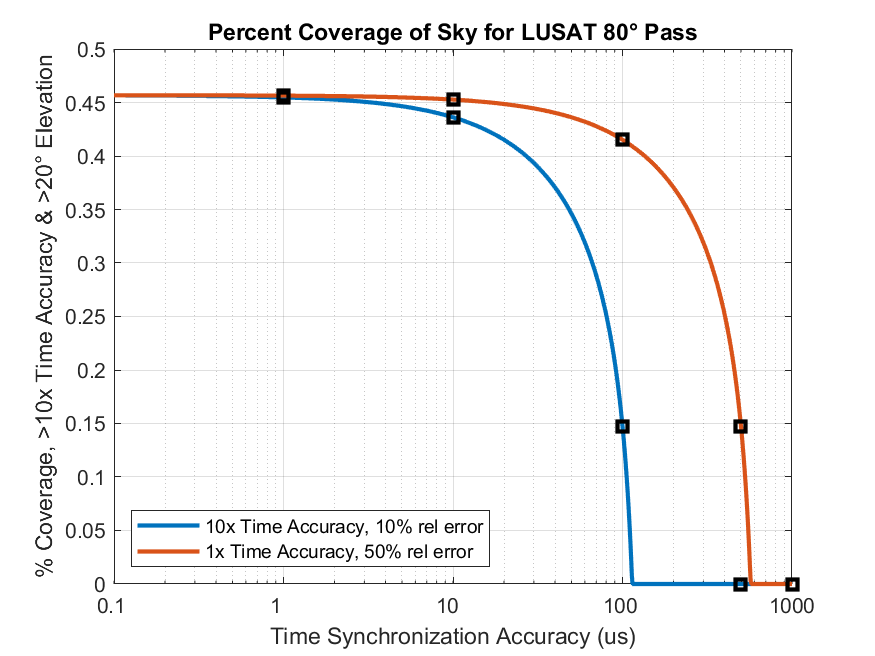 Percent Coverage of Sky for LUSAT 80° Pass
% Coverage, >10x Time Accuracy & >20° Elevation
0.5
0.45
0.4
0.35
0.3
0.25
0.2
0.15
0.1
0.05
0
10x Time Accuracy, 10% rel error
1x Time Accuracy, 50% rel error
0.1 1 10 100 1000
Time Synchronization Accuracy (us)